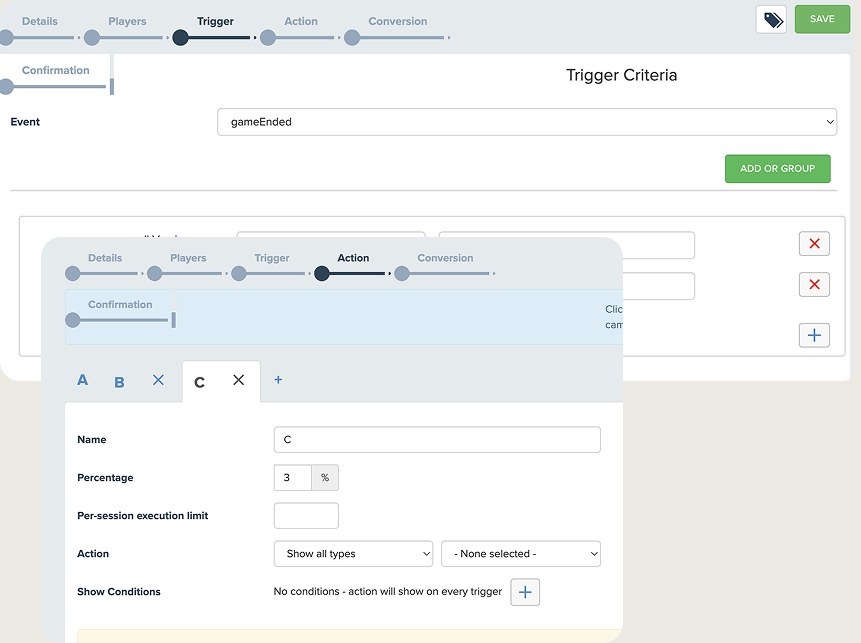 Details Players Trigger Action Conversion
SAVE
Confirmation
Trigger Criteria
Event
gameEnded
ADD OR GROUP
Details Players Trigger Action Conversion
Confirmation
Clic
cam
A B C +
Name
C
Percentage
3 %
Per-session execution limit
Action
Show all types
- None selected -
Show Conditions
No conditions - action will show on every trigger